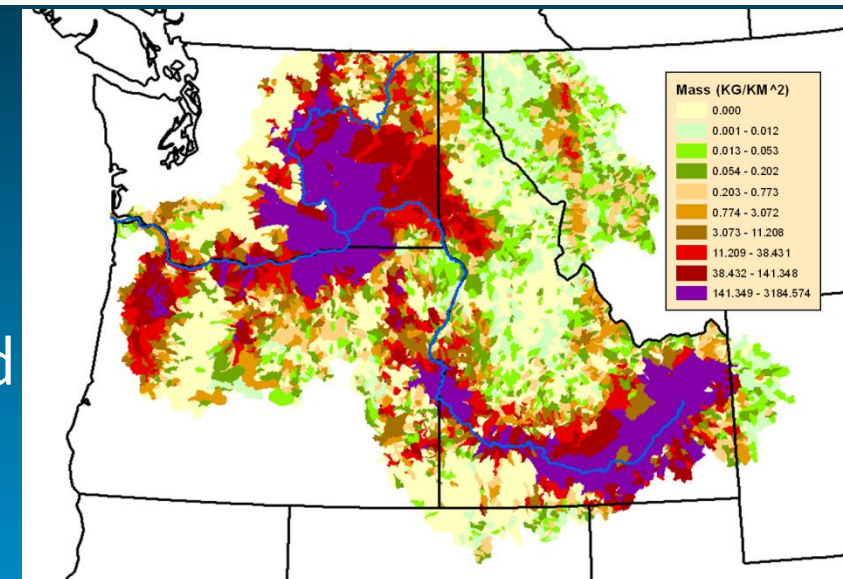 Mass (KG/KM^2)
0.000
0.001 - 0.012
0.013 - 0.053
0.054 - 0.202
0.203 - 0.773
0.774 - 3.072
3.073 - 11.208
11.209 - 38.431
38.432 - 141.348
141.349 - 3184.574